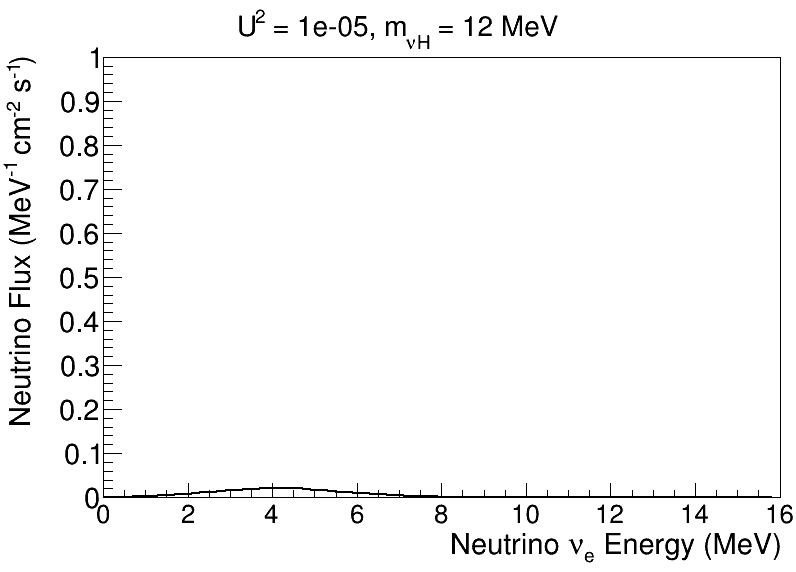 U² = 1e-05, m_νH = 12 MeV
Neutrino Flux (MeV⁻¹ cm⁻² s⁻¹)
1
0.9
0.8
0.7
0.6
0.5
0.4
0.3
0.2
0.1
0
0 2 4 6 8 10 12 14 16
Neutrino ν_e Energy (MeV)